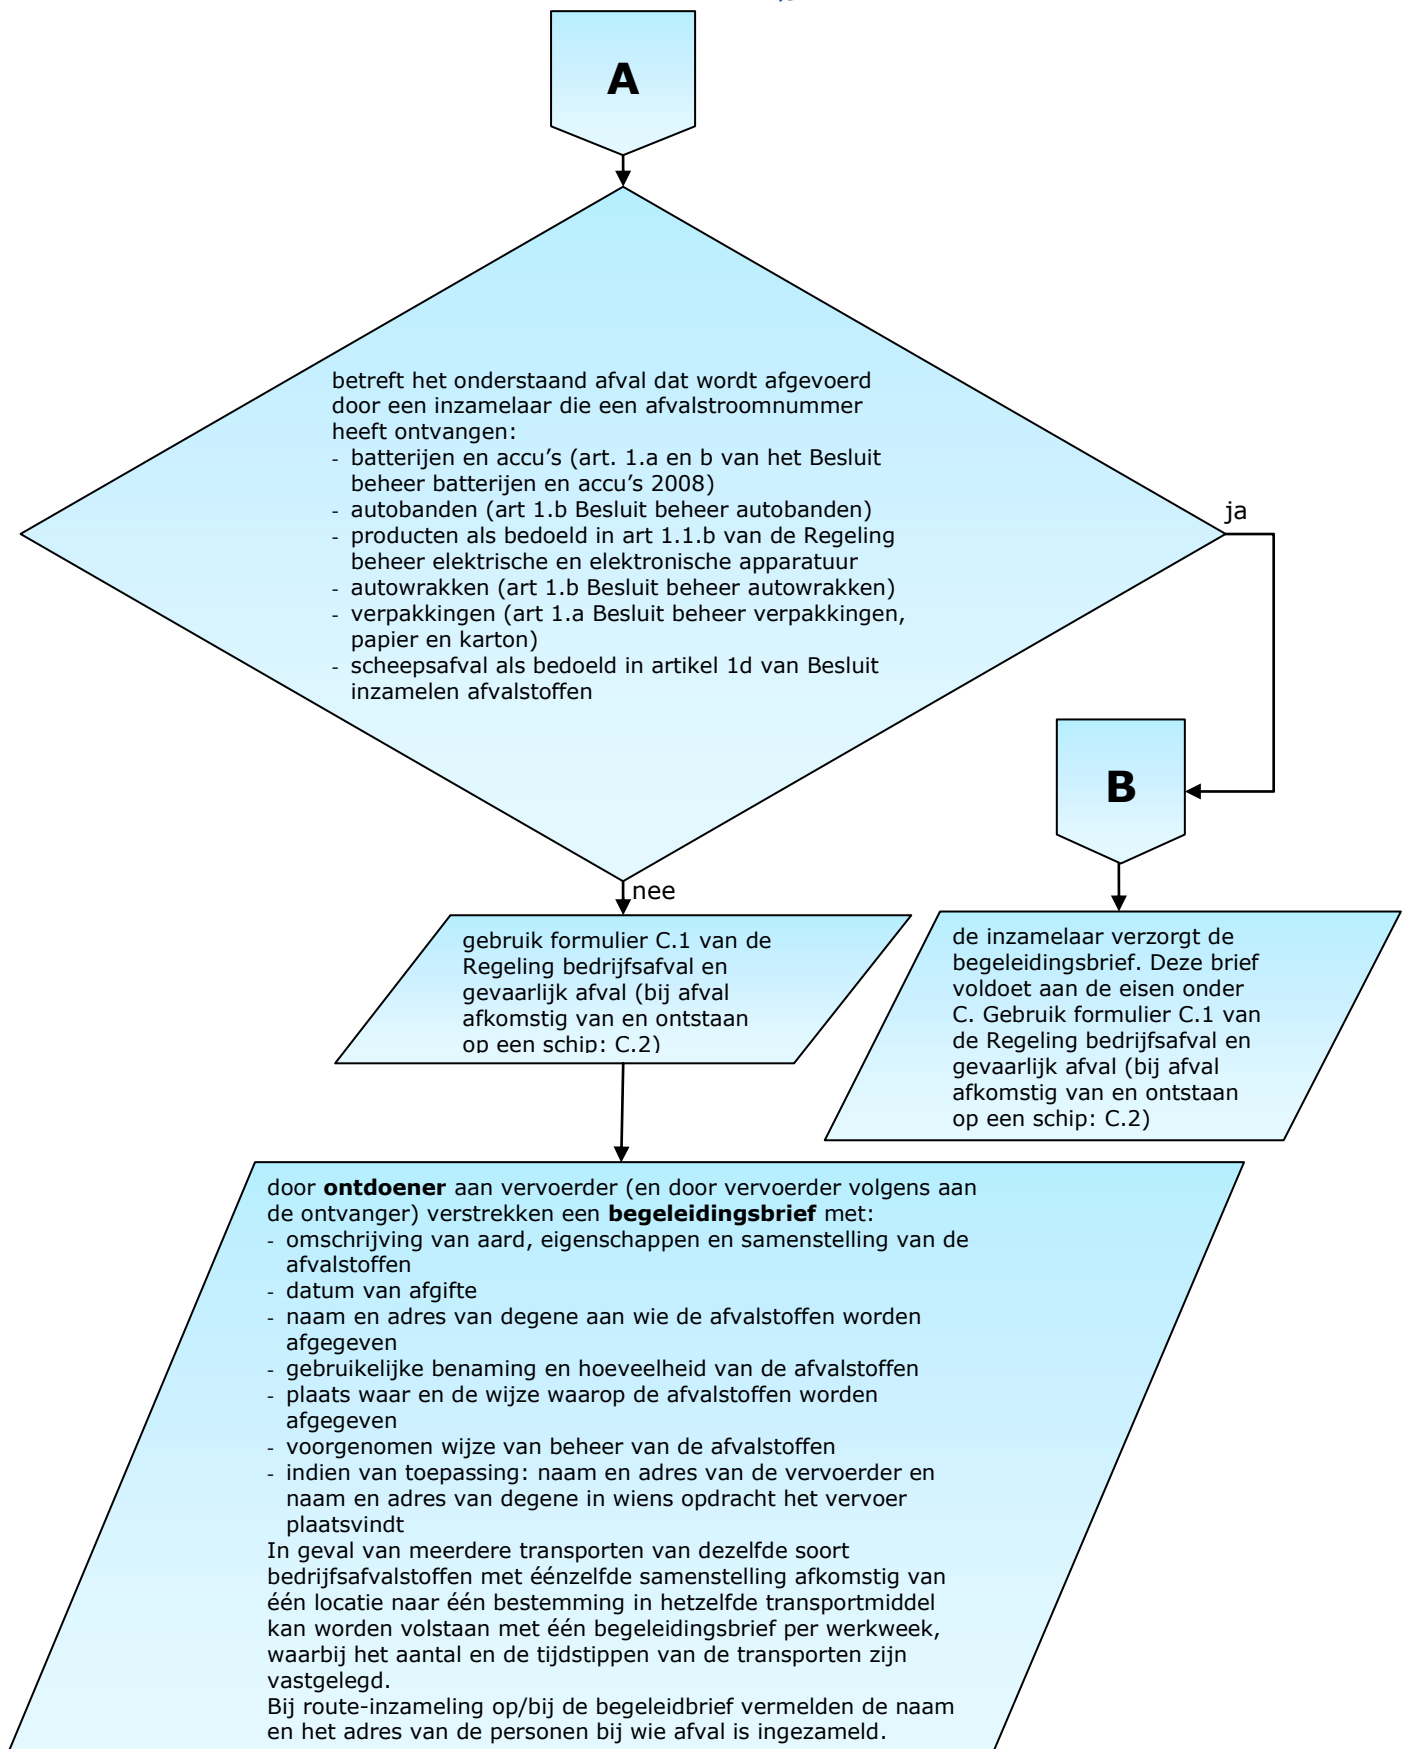 A
betreft het onderstaand afval dat wordt afgevoerd
door een inzamelaar die een afvalstroomnummer
heeft ontvangen:
- batterijen en accu’s (art. 1.a en b van het Besluit
beheer batterijen en accu’s 2008)
- autobanden (art 1.b Besluit beheer autobanden)
- producten als bedoeld in art 1.1.b van de Regeling
beheer elektrische en elektronische apparatuur
- autowrakken (art 1.b Besluit beheer autowrakken)
- verpakkingen (art 1.a Besluit beheer verpakkingen,
papier en karton)
- scheepsafval als bedoeld in artikel 1d van Besluit
inzamelen afvalstoffen
ja
B
nee
gebruik formulier C.1 van de
Regeling bedrijfsafval en
gevaarlijk afval (bij afval
afkomstig van en ontstaan
op een schip: C.2)
de inzamelaar verzorgt de
begeleidingsbrief. Deze brief
voldoet aan de eisen onder
C. Gebruik formulier C.1 van
de Regeling bedrijfsafval en
gevaarlijk afval (bij afval
afkomstig van en ontstaan
op een schip: C.2)
door ontdoener aan vervoerder (en door vervoerder volgens aan
de ontvanger) verstrekken een begeleidingsbrief met:
- omschrijving van aard, eigenschappen en samenstelling van de
afvalstoffen
- datum van afgifte
- naam en adres van degene aan wie de afvalstoffen worden
afgegeven
- gebruikelijke benaming en hoeveelheid van de afvalstoffen
- plaats waar en de wijze waarop de afvalstoffen worden
afgegeven
- voorgenomen wijze van beheer van de afvalstoffen
- indien van toepassing: naam en adres van de vervoerder en
naam en adres van degene in wiens opdracht het vervoer
plaatsvindt
In geval van meerdere transporten van dezelfde soort
bedrijfsafvalstoffen met éénzelfde samenstelling afkomstig van
één locatie naar één bestemming in hetzelfde transportmiddel
kan worden volstaan met één begeleidingsbrief per werkweek,
waarbij het aantal en de tijdstippen van de transporten zijn
vastgelegd.
Bij route-inzameling op/bij de begeleidbrief vermelden de naam
en het adres van de personen bij wie afval is ingezameld.